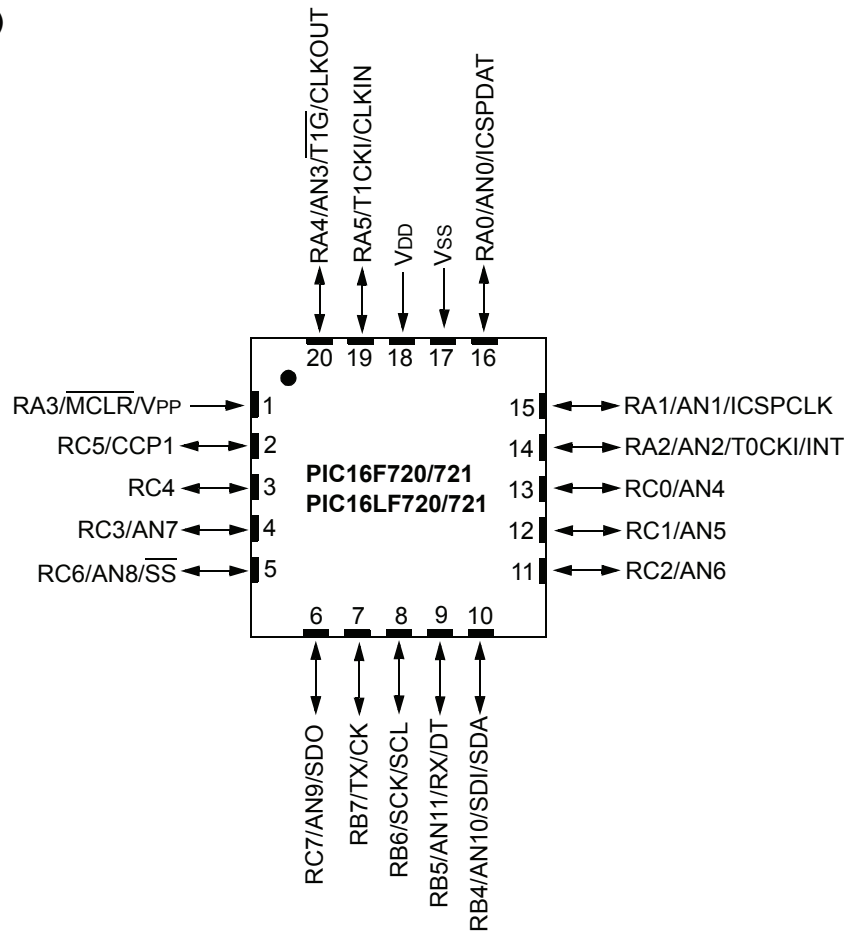 )
RA4/AN3/T1G/CLKOUT
RA5/T1CKI/CLKIN
VDD
VSS
RA0/AN0/ICSPDAT
20 19 18 17 16
RA3/MCLR/VPP 1
RC5/CCP1 2
RC4 3
RC3/AN7 4
RC6/AN8/SS 5
PIC16F720/721
PIC16LF720/721
15 RA1/AN1/ICSPCLK
14 RA2/AN2/T0CKI/INT
13 RC0/AN4
12 RC1/AN5
11 RC2/AN6
6 7 8 9 10
RC7/AN9/SDO
RB7/TX/CK
RB6/SCK/SCL
RB5/AN11/RX/DT
RB4/AN10/SDI/SDA